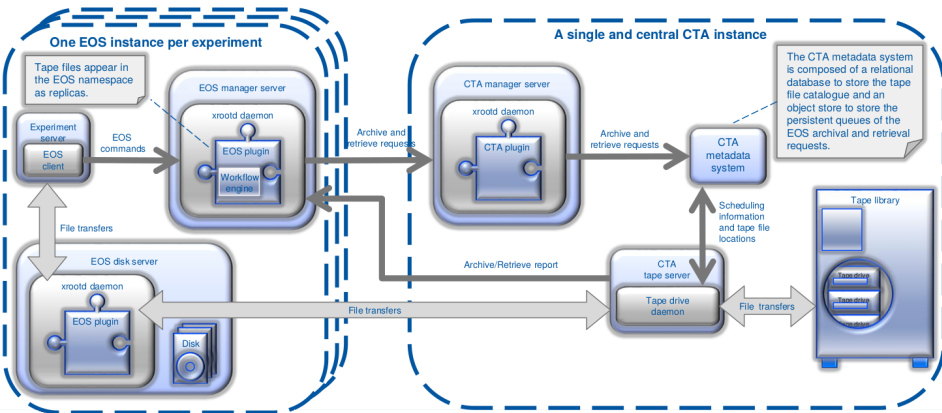 One EOS instance per experiment
Tape files appear in
the EOS namespace
as replicas.
EOS manager server
xrootd daemon
EOS plugin
Workflow
engine
Experiment
server
EOS
client
EOS
commands
File transfers
EOS disk server
xrootd daemon
EOS plugin
Disk
Archive and
retrieve requests
A single and central CTA instance
CTA manager server
xrootd daemon
CTA plugin
Archive and
retrieve requests
The CTA metadata system
is composed of a relational
database to store the tape
file catalogue and an
object store to store the
persistent queues of the
EOS archival and retrieval
requests.
CTA
metadata
system
Scheduling
information
and tape file
locations
Archive/Retrieve report
CTA
tape server
Tape drive
daemon
File transfers
File transfers
Tape library
Tape drive
Tape drive
Tape drive